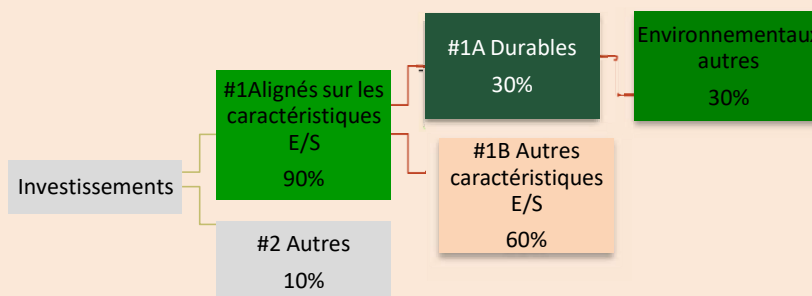 Investissements
#1Alignés sur les
caractéristiques
E/S
90%
#2 Autres
10%
#1A Durables
30%
#1B Autres
caractéristiques
E/S
60%
Environnementaux
autres
30%